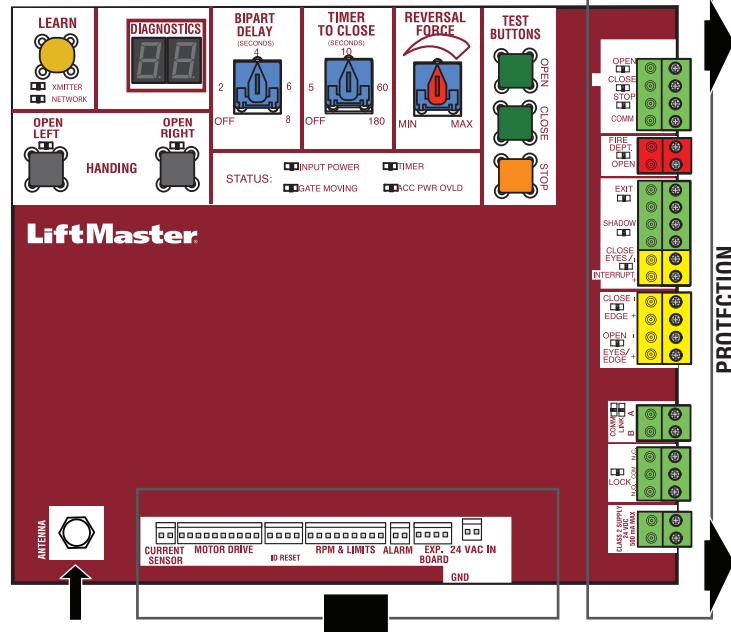 LEARN
XMITTER
NETWORK
DIAGNOSTICS
BIPART
DELAY
(SECONDS)
4
2
6
OFF
8
TIMER
TO CLOSE
(SECONDS)
10
5
60
OFF
180
REVERSAL
FORCE
MIN
MAX
TEST
BUTTONS
OPEN
CLOSE
STOP
OPEN
LEFT
HANDING
OPEN
RIGHT
STATUS:
INPUT POWER
TIMER
GATE MOVING
ACC PWR OVLD
LiftMaster
OPEN
CLOSE
STOP
COMM
FIRE
DEPT.
OPEN
EXIT
SHADOW
CLOSE
EYES/ -
INTERRUPT +
CLOSE -
EDGE +
OPEN -
EYES/
EDGE +
COMM
LINK
A
B
N.C.
COM
N.O.
LOCK
CLASS 2 SUPPLY
24 VDC
500 mA MAX
PROTECTION
ANTENNA
CURRENT
SENSOR
MOTOR DRIVE
ID RESET
RPM & LIMITS
ALARM
EXP.
BOARD
24 VAC IN
GND